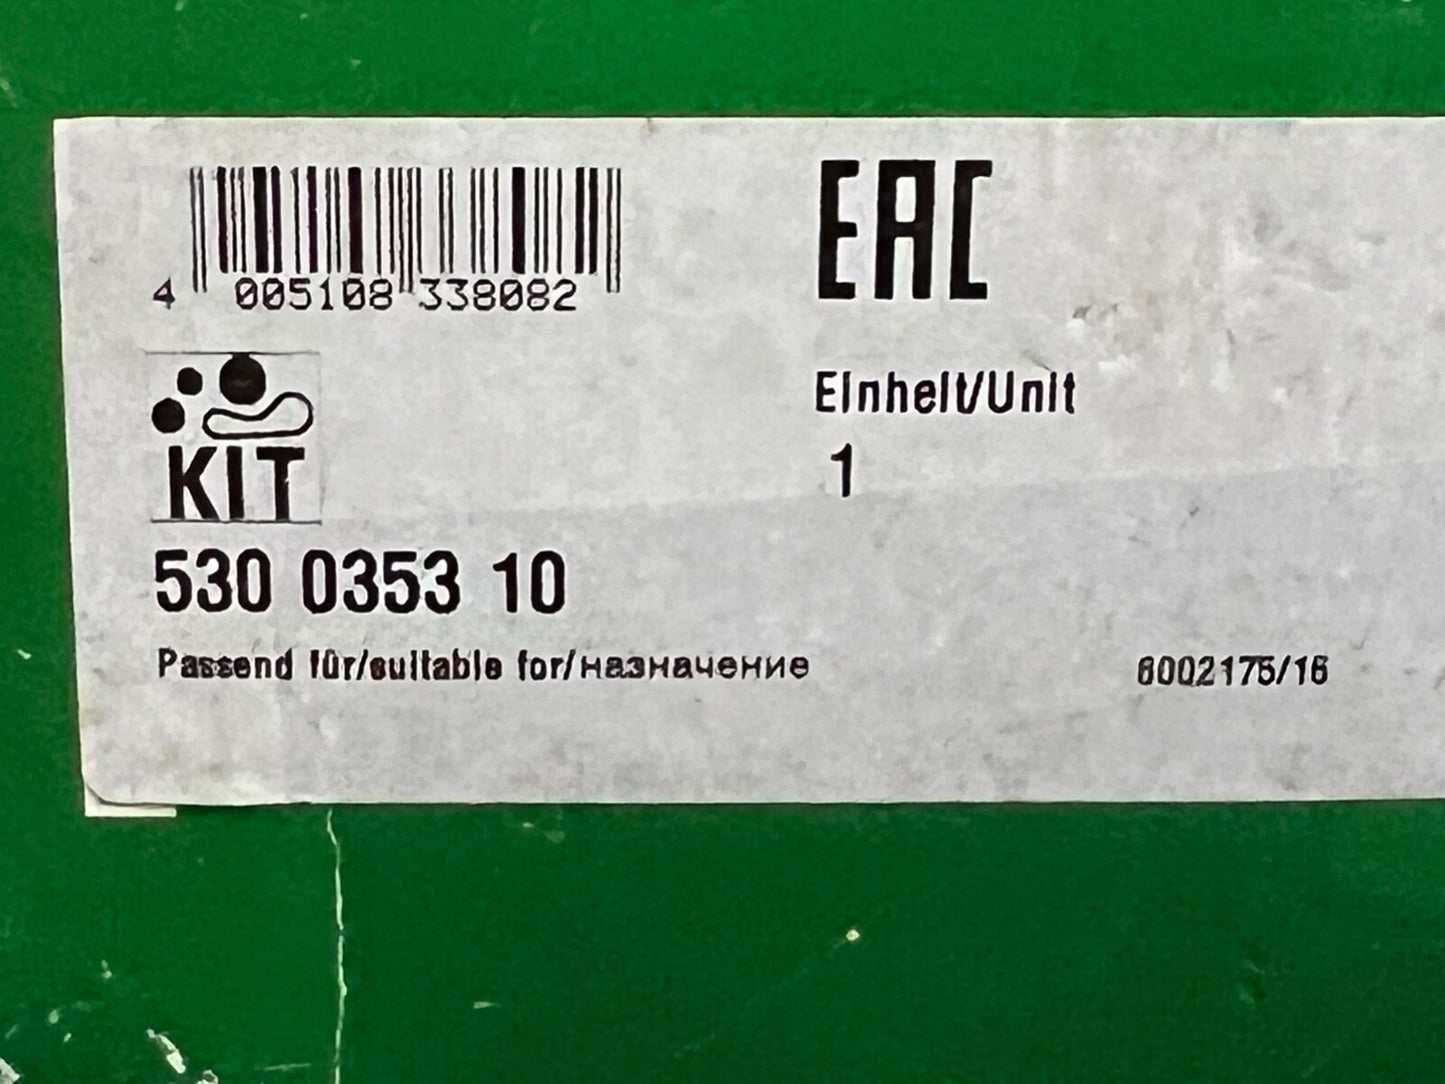 EAC
4 005108 338082
Einheit/Unit
KIT
1
530 0353 10
Passend für/suitable for/назначение
6002175/16